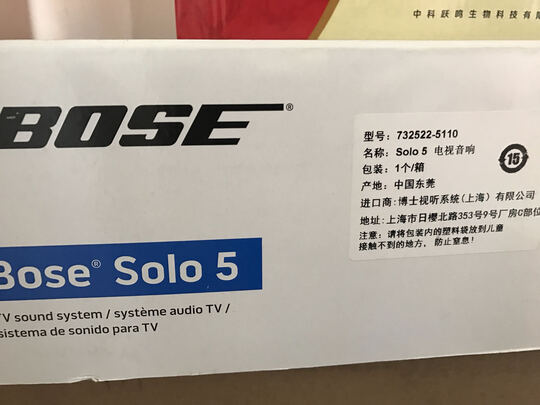 中科跃鸣生物科技有限
BOSE®
型号: 732522-5110
名称: Solo 5 电视音响
包装: 1个/箱
产地: 中国东莞
进口商: 博士视听系统(上海)有限公司
地址: 上海市日樱北路353号9号厂房C部位
注意: 请将包装内的塑料袋放到儿童
接触不到的地方, 防止窒息!
15
Bose® Solo 5
TV sound system / système audio TV /
sistema de sonido para TV